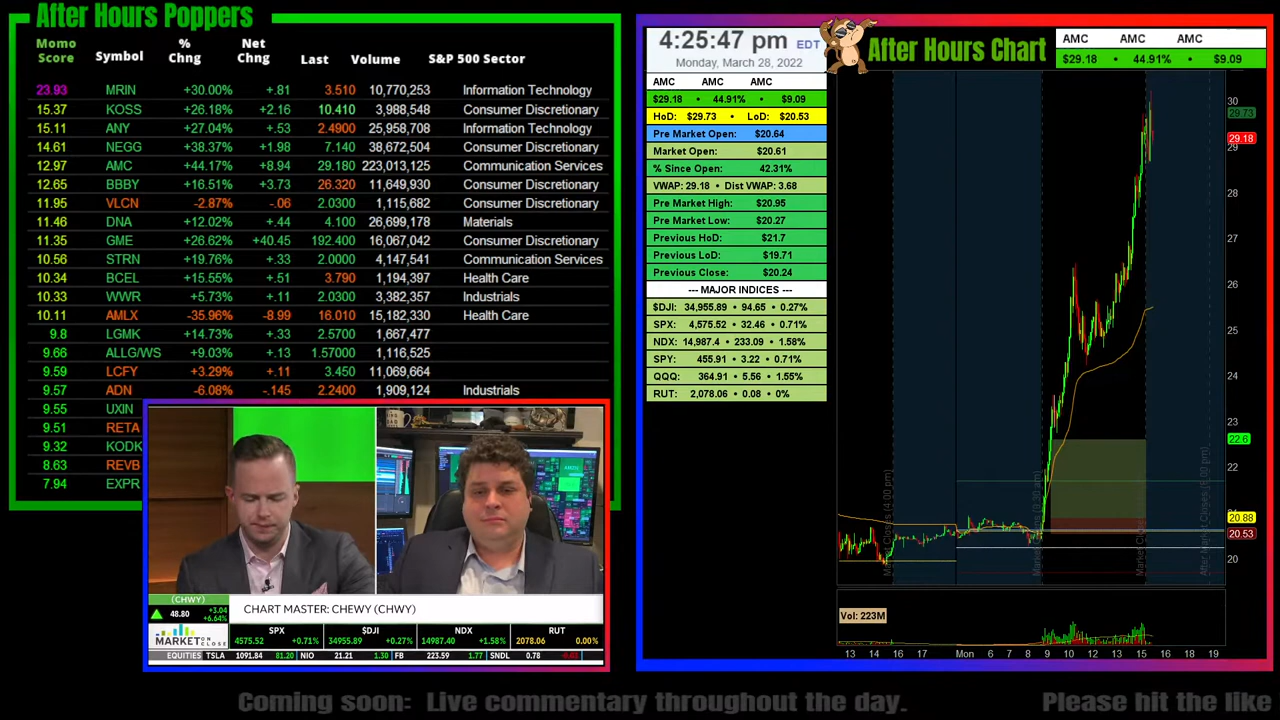 After Hours Poppers
Momo Score Symbol % Chng Net Chng Last Volume S&P 500 Sector
23.93 MRIN +30.00% +.81 3.510 10,770,253 Information Technology
15.37 KOSS +26.18% +2.16 10.410 3,988,548 Consumer Discretionary
15.11 ANY +27.04% +.53 2.4900 25,958,708 Information Technology
14.61 NEGG +38.37% +1.98 7.140 38,672,504 Consumer Discretionary
12.97 AMC +44.17% +8.94 29.180 223,013,125 Communication Services
12.65 BBBY +16.51% +3.73 26.320 11,649,930 Consumer Discretionary
11.95 VLCN -2.87% -.06 2.0300 1,115,682 Consumer Discretionary
11.46 DNA +12.02% +.44 4.100 26,699,178 Materials
11.35 GME +26.62% +40.45 192.400 16,067,042 Consumer Discretionary
10.56 STRN +19.76% +.33 2.0000 4,147,541 Communication Services
10.34 BCEL +15.55% +.51 3.790 1,194,397 Health Care
10.33 WWR +5.73% +.11 2.0300 3,382,357 Industrials
10.11 AMLX -35.96% -8.99 16.010 15,182,330 Health Care
9.8 LGMK +14.73% +.33 2.5700 1,667,477
9.66 ALLG/WS +9.03% +.13 1.57000 1,116,525
9.59 LCFY +3.29% +.11 3.450 11,069,664
9.57 ADN -6.08% -.145 2.2400 1,909,124 Industrials
9.55 UXIN
9.51 RETA
9.32 KODK
8.63 REVB
7.94 EXPR
(CHWY)
48.80 +3.04 +6.64%
CHART MASTER: CHEWY (CHWY)
MARKET ON CLOSE
SPX $DJI NDX RUT
4575.52 +0.71% 34955.89 +0.27% 14987.40 +1.58% 2078.06 0.00%
EQUITIES TSLA 1091.84 81.20 NIO 21.21 1.30 FB 223.59 1.77 SNDL 0.78
4:25:47 pm EDT
Monday, March 28, 2022
AMC AMC AMC
$29.18 • 44.91% • $9.09
HoD: $29.73 • LoD: $20.53
Pre Market Open: $20.64
Market Open: $20.61
% Since Open: 42.31%
VWAP: 29.18 • Dist VWAP: 3.68
Pre Market High: $20.95
Pre Market Low: $20.27
Previous HoD: $21.7
Previous LoD: $19.71
Previous Close: $20.24
--- MAJOR INDICES ---
$DJI: 34,955.89 • 94.65 • 0.27%
SPX: 4,575.52 • 32.46 • 0.71%
NDX: 14,987.4 • 233.09 • 1.58%
SPY: 455.91 • 3.22 • 0.71%
QQQ: 364.91 • 5.56 • 1.55%
RUT: 2,078.06 • 0.08 • 0%
After Hours Chart
AMC AMC AMC
$29.18 • 44.91% • $9.09
30
29.73
29.18
29
28
27
26
25
24
23
22.6
22
20.88
20.53
20
Vol: 223M
13 14 16 17 Mon 6 7 8 9 10 12 13 15 16 18 19
Coming soon: Live commentary throughout the day.
Please hit the like